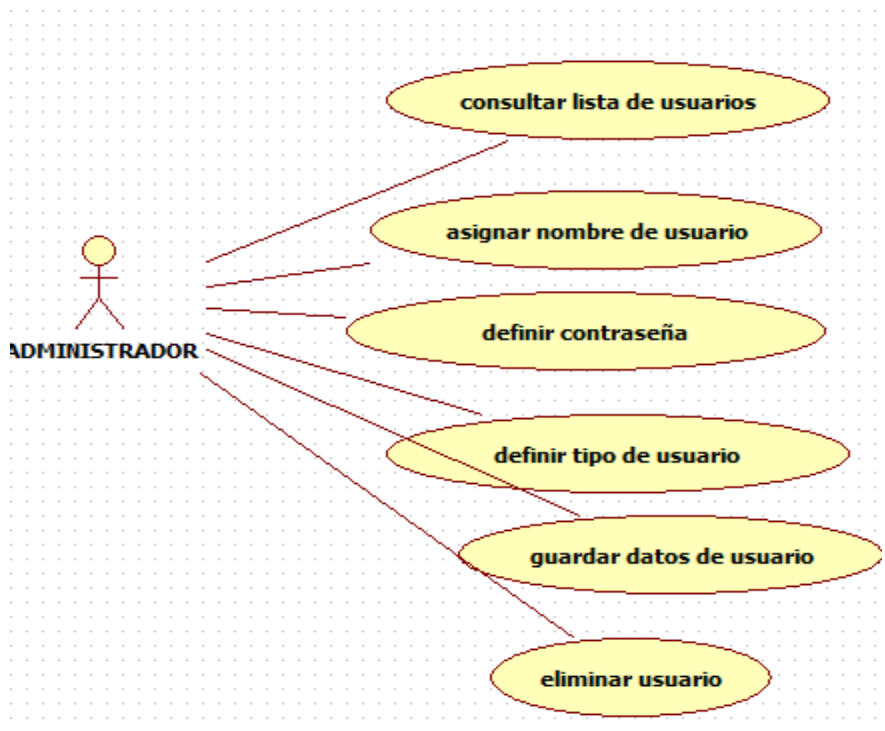 consultar lista de usuarios
asignar nombre de usuario
definir contraseña
ADMINISTRADOR
definir tipo de usuario
guardar datos de usuario
eliminar usuario